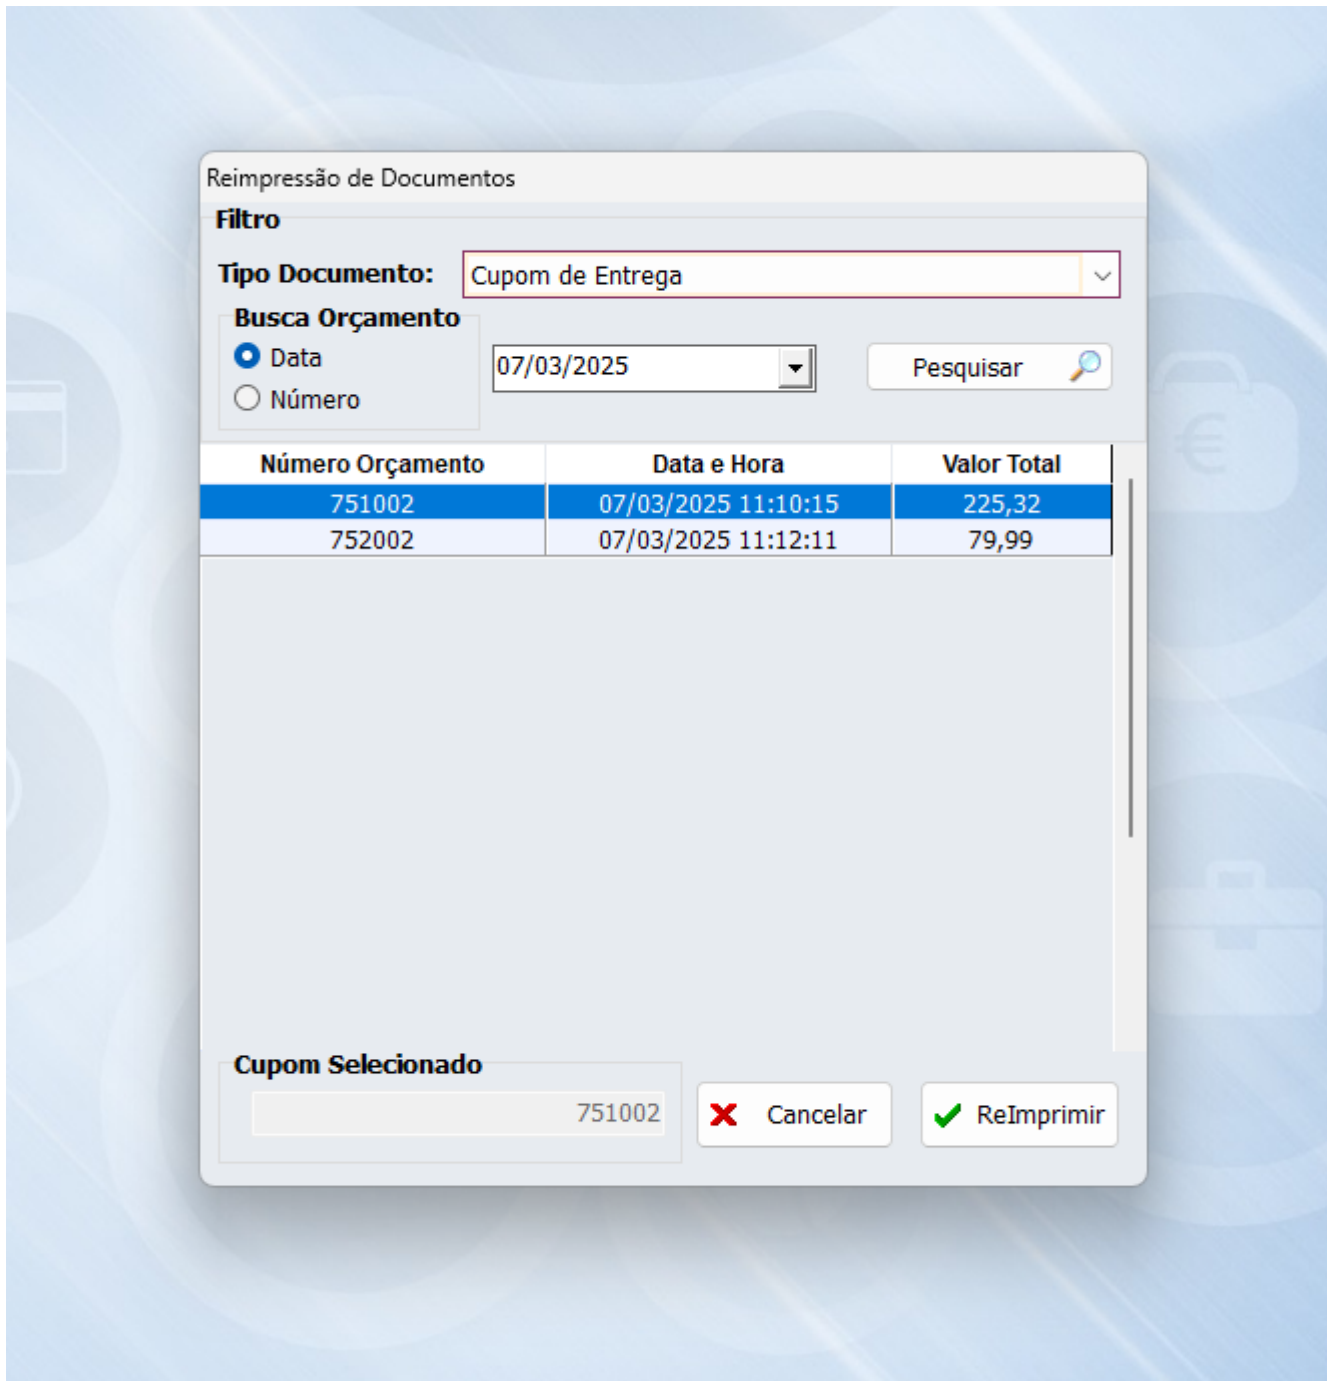 Reimpressão de Documentos
Filtro
Tipo Documento: Cupom de Entrega
Busca Orçamento
Data 07/03/2025 Pesquisar
Número
Número Orçamento Data e Hora Valor Total
751002 07/03/2025 11:10:15 225,32
752002 07/03/2025 11:12:11 79,99
Cupom Selecionado
751002 Cancelar ReImprimir